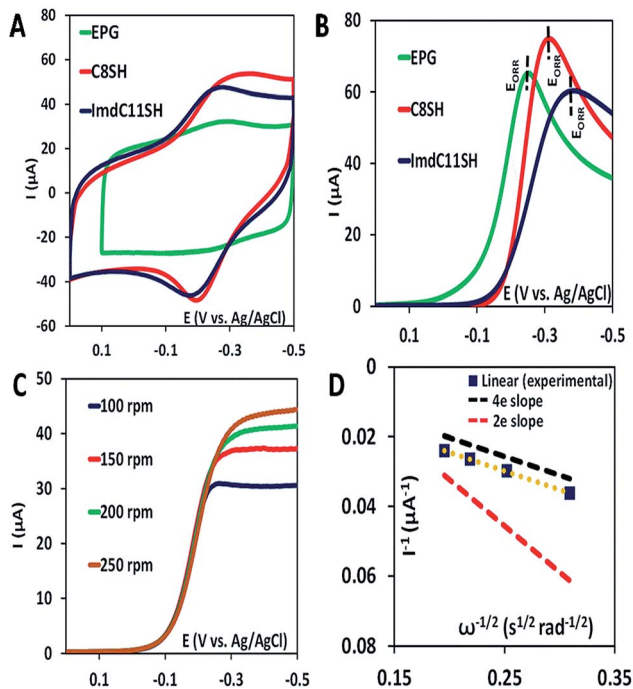 A
EPG
C8SH
ImdC11SH
I (µA)
80
60
40
20
0
-20
-40
-60
E (V vs. Ag/AgCl)
0.1 -0.1 -0.3 -0.5
B
EPG
C8SH
ImdC11SH
E_ORR
E_ORR
E_ORR
I (µA)
80
60
40
20
0
E (V vs. Ag/AgCl)
0.1 -0.1 -0.3 -0.5
C
100 rpm
150 rpm
200 rpm
250 rpm
I (µA)
50
40
30
20
10
0
E (V vs. Ag/AgCl)
0.1 -0.1 -0.3 -0.5
D
Linear (experimental)
4e slope
2e slope
I⁻¹ (µA⁻¹)
0
0.02
0.04
0.06
0.08
ω^-1/2 (s^1/2 rad^-1/2)
0.15 0.25 0.35